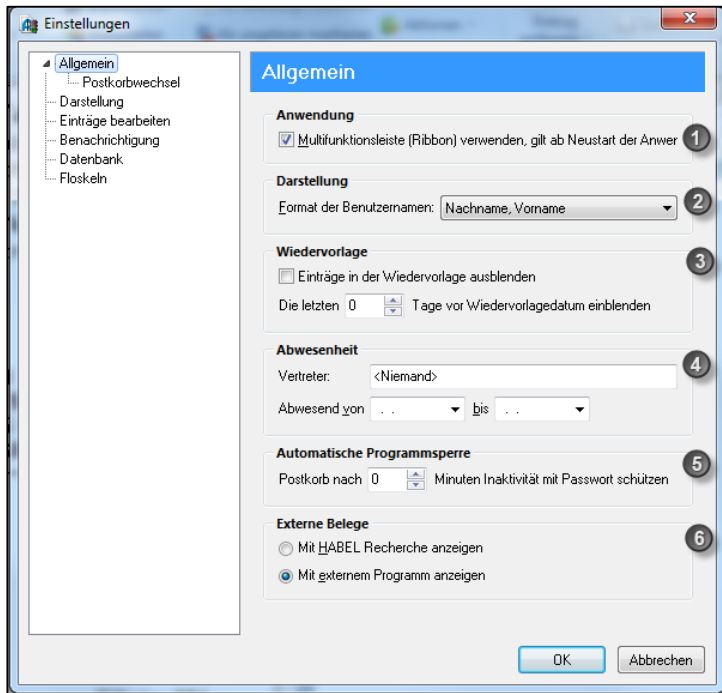 Einstellungen
Allgemein
Postkorbwechsel
Darstellung
Einträge bearbeiten
Benachrichtigung
Datenbank
Floskeln
Allgemein
Anwendung
Multifunktionsleiste (Ribbon) verwenden, gilt ab Neustart der Anwer
1
Darstellung
Format der Benutzernamen: Nachname, Vorname
2
Wiedervorlage
3
Einträge in der Wiedervorlage ausblenden
Die letzten 0 Tage vor Wiedervorlagedatum einblenden
Abwesenheit
4
Vertreter: <Niemand>
Abwesend von . . bis . .
Automatische Programmsperre
5
Postkorb nach 0 Minuten Inaktivität mit Passwort schützen
Externe Belege
6
Mit HABEL Recherche anzeigen
Mit externem Programm anzeigen
OK Abbrechen